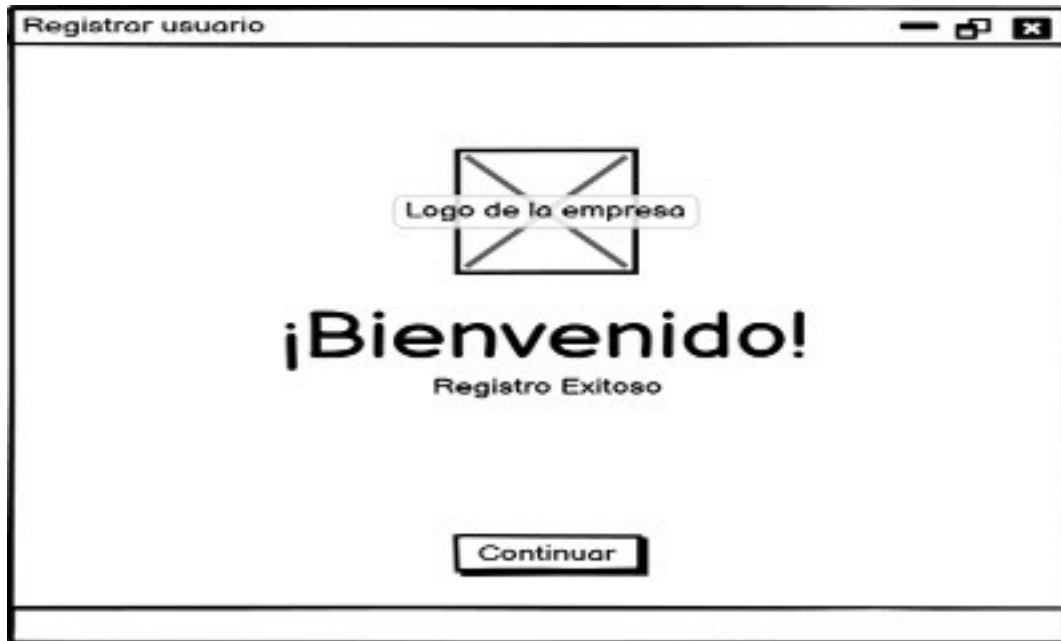 Registrar usuario
Logo de la empresa
¡Bienvenido!
Registro Exitoso
Continuar